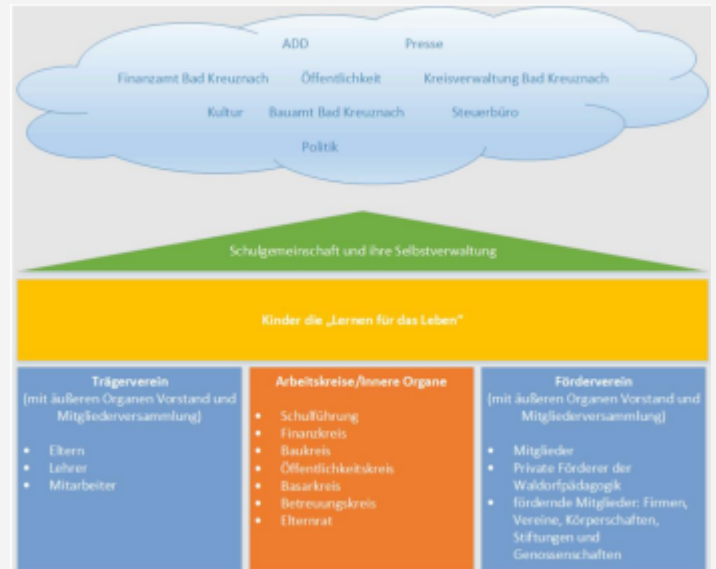 ADD Presse
Finanzamt Bad Kreuznach Öffentlichkeit Kreisverwaltung Bad Kreuznach
Kultur Bauamt Bad Kreuznach Steuerbüro
Politik
Schulgemeinschaft und ihre Selbstverwaltung
Kinder die „Lernen für das Leben“
Trägerverein
(mit äußeren Organen Vorstand und
Mitgliederversammlung)
• Eltern
• Lehrer
• Mitarbeiter
Arbeitskreise/Innere Organe
• Schulführung
• Finanzkreis
• Baukreis
• Öffentlichkeitskreis
• Basarkreis
• Betreuungskreis
• Elternrat
Förderverein
(mit äußeren Organen Vorstand und
Mitgliederversammlung)
• Mitglieder
• Private Förderer der
Waldorfpädagogik
• fördernde Mitglieder: Firmen,
Vereine, Körperschaften,
Stiftungen und
Genossenschaften